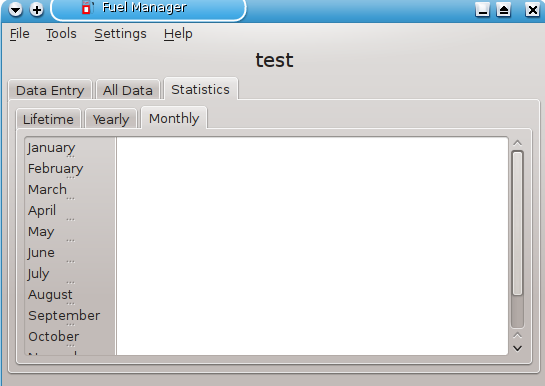 Fuel Manager
File Tools Settings Help
test
Data Entry All Data Statistics
Lifetime Yearly Monthly
January
February
March
April
May
June
July
August
September
October